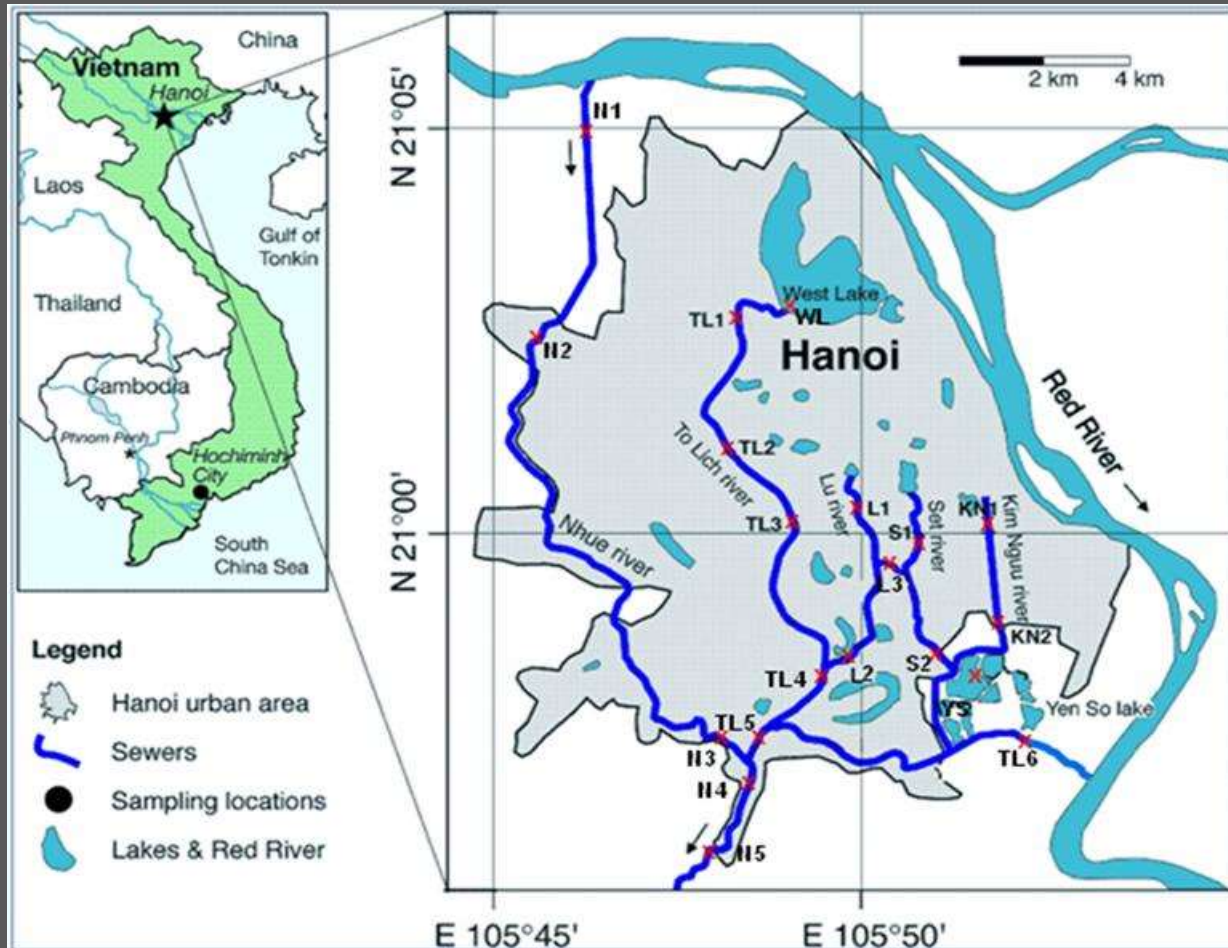 China
Vietnam
Hanoi
Laos
Gulf of
Tonkin
Thailand
Cambodia
Phnom Penh
Hochiminh
City
South
China Sea
Legend
Hanoi urban area
Sewers
Sampling locations
Lakes & Red River
N 21°05'
N 21°00'
E 105°45'
E 105°50'
2 km
4 km
N1
West Lake
WL
TL1
N2
Hanoi
Red River
TL2
To Lich river
Lu river
L1
TL3
S1
Set river
KN1
Kim Nguu river
Nhue river
L3
KN2
S2
L2
TL4
Yen So lake
TL5
N3
TL6
N4
N5